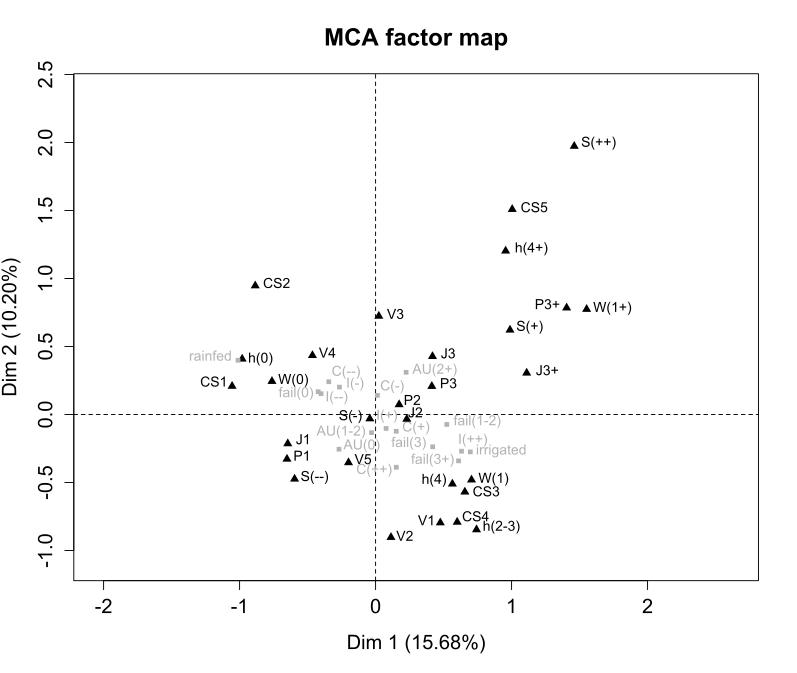 MCA factor map
2.5
2.0
1.5
1.0
0.5
0.0
-0.5
-1.0
Dim 2 (10.20%)
S(++)
CS5
h(4+)
CS2
P3+
W(1+)
V3
S(+)
rainfed
h(0)
V4
J3
AU(2+)
J3+
CS1
W(0)
C(--)
I(-)
C(-)
P3
fail(0)
I(--)
P2
S(-)
I(+)
J2
AU(1-2)
C(+)
fail(1-2)
J1
AU(0)
fail(3)
I(++)
irrigated
P1
V5
C(++)
fail(3+)
S(--)
h(4)
W(1)
CS3
V1
CS4
h(2-3)
V2
-2
-1
0
1
2
Dim 1 (15.68%)